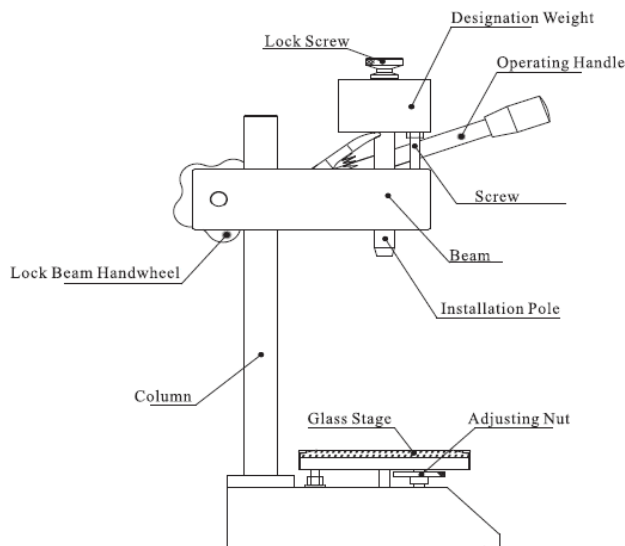 Designation Weight
Lock Screw
Operating Handle
Screw
Beam
Lock Beam Handwheel
Installation Pole
Column
Glass Stage
Adjusting Nut